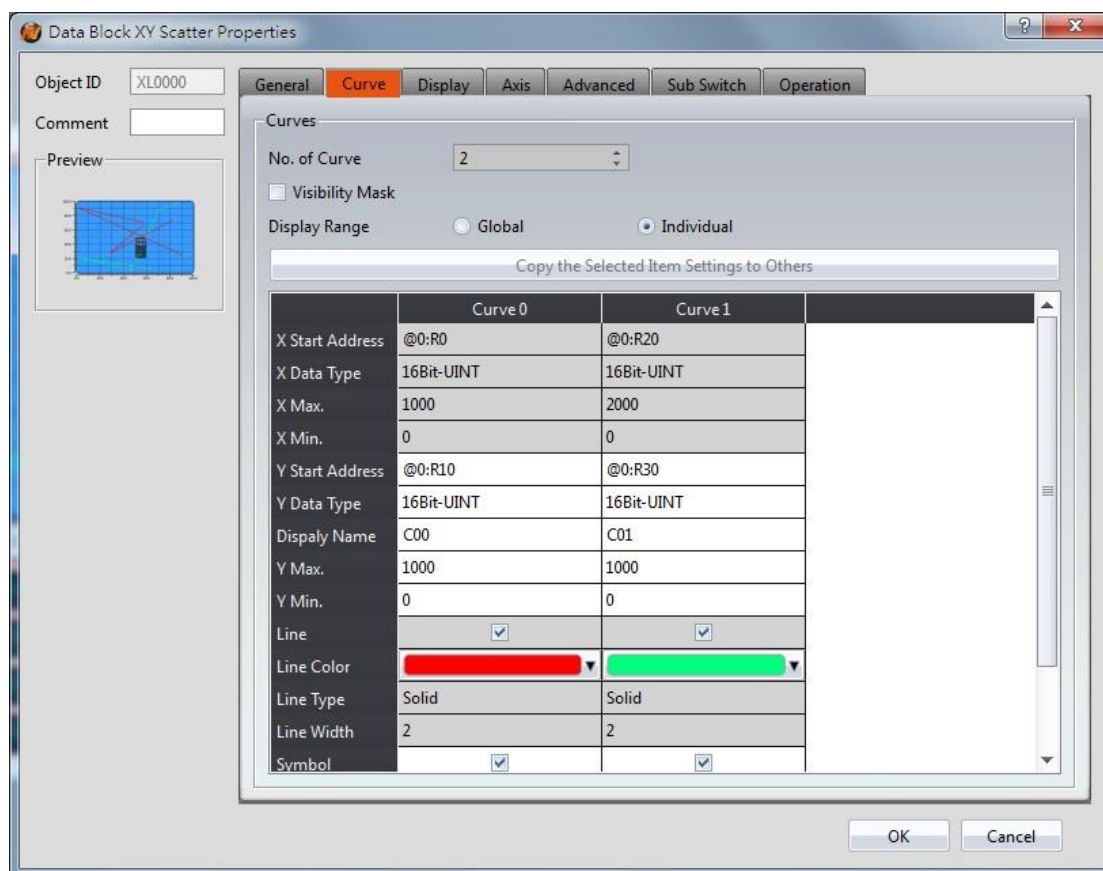 Data Block XY Scatter Properties
?
X
Object ID XL0000
Comment
Preview
General Curve Display Axis Advanced Sub Switch Operation
Curves
No. of Curve 2
Visibility Mask
Display Range Global Individual
Copy the Selected Item Settings to Others
Curve 0 Curve 1
X Start Address @0:R0 @0:R20
X Data Type 16Bit-UINT 16Bit-UINT
X Max. 1000 2000
X Min. 0 0
Y Start Address @0:R10 @0:R30
Y Data Type 16Bit-UINT 16Bit-UINT
Dispaly Name C00 C01
Y Max. 1000 1000
Y Min. 0 0
Line
Line Color
Line Type Solid Solid
Line Width 2 2
Symbol
OK Cancel